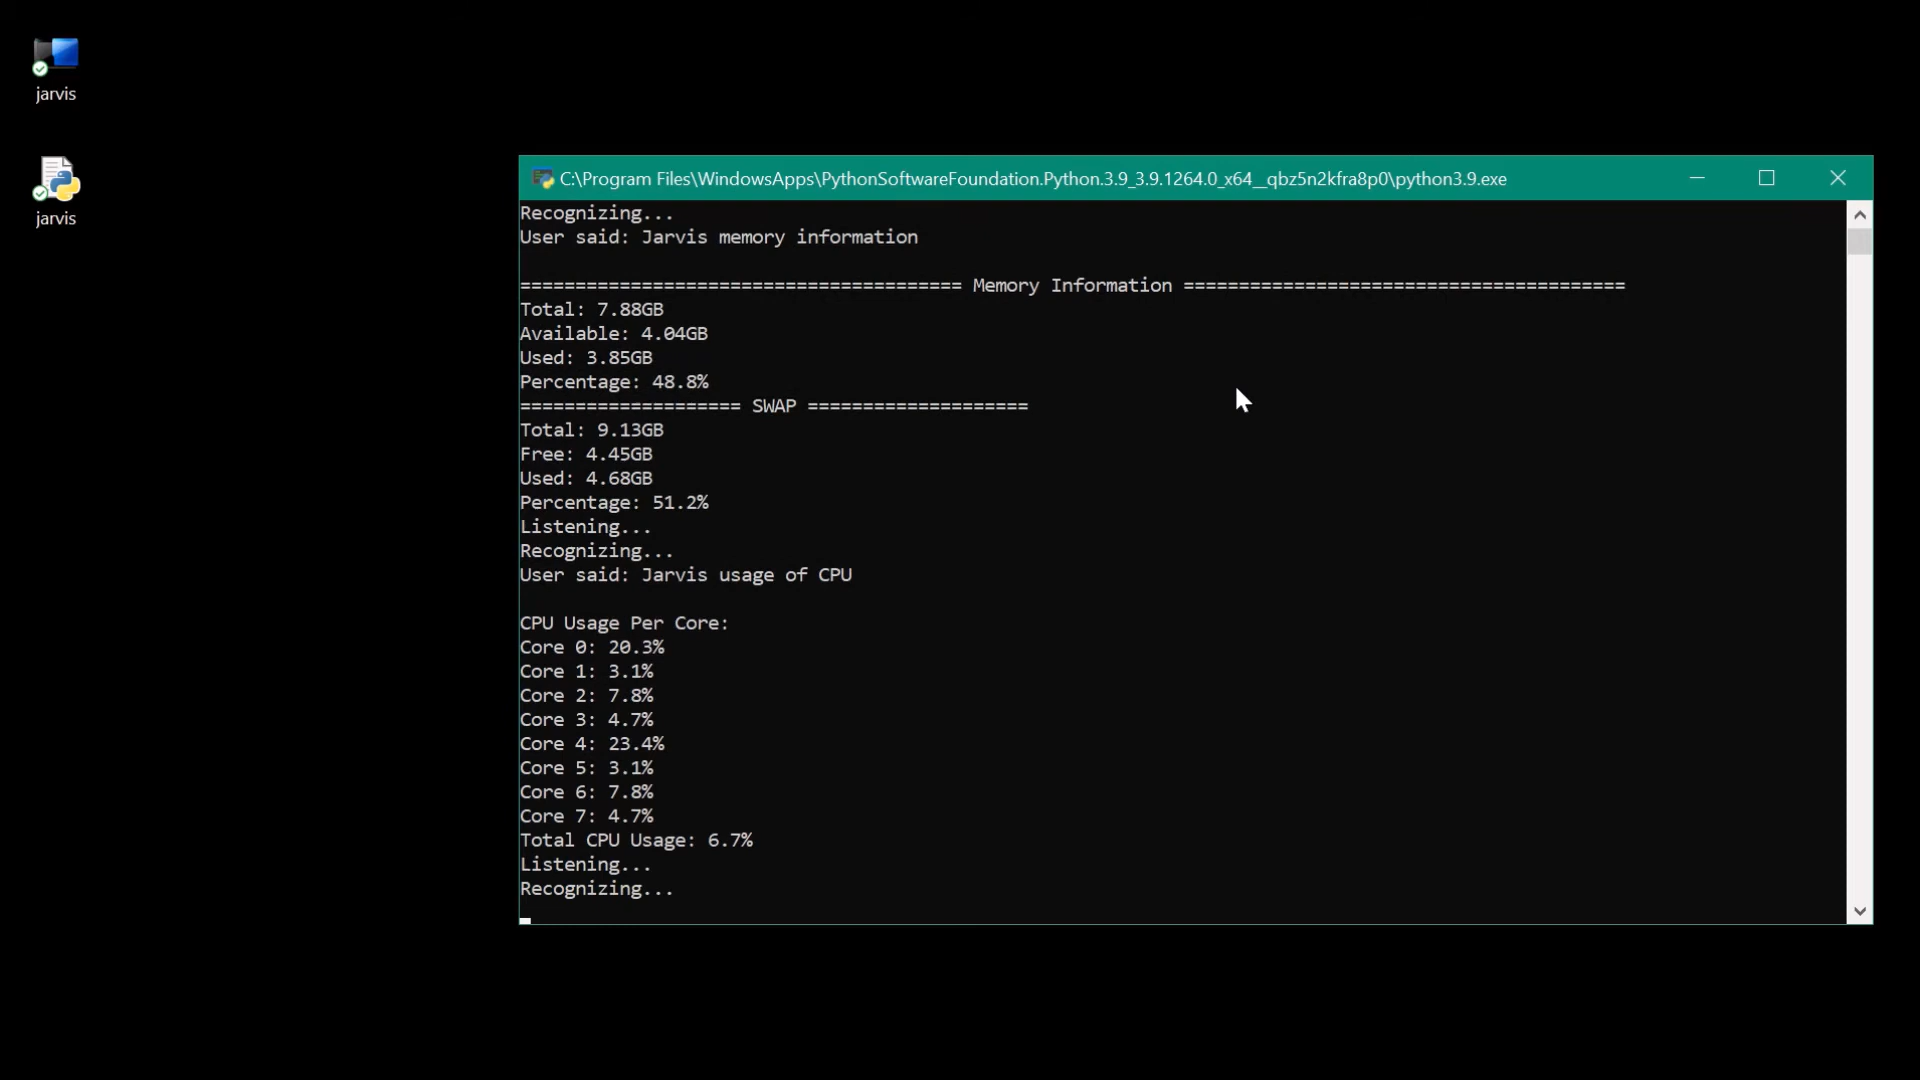 jarvis
jarvis
C:\Program Files\WindowsApps\PythonSoftwareFoundation.Python.3.9_3.9.1264.0_x64__qbz5n2kfra8p0\python3.9.exe
Recognizing...
User said: Jarvis memory information
======================================== Memory Information ========================================
Total: 7.88GB
Available: 4.04GB
Used: 3.85GB
Percentage: 48.8%
==================== SWAP ====================
Total: 9.13GB
Free: 4.45GB
Used: 4.68GB
Percentage: 51.2%
Listening...
Recognizing...
User said: Jarvis usage of CPU
CPU Usage Per Core:
Core 0: 20.3%
Core 1: 3.1%
Core 2: 7.8%
Core 3: 4.7%
Core 4: 23.4%
Core 5: 3.1%
Core 6: 7.8%
Core 7: 4.7%
Total CPU Usage: 6.7%
Listening...
Recognizing...